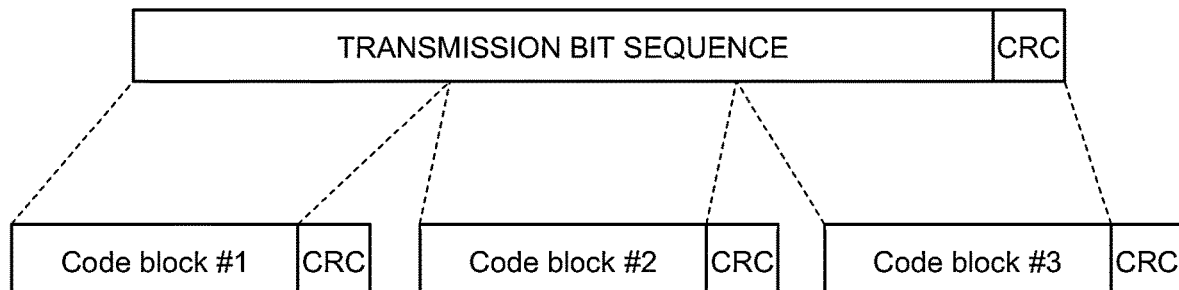 TRANSMISSION BIT SEQUENCE CRC
Code block #1 CRC Code block #2 CRC Code block #3 CRC